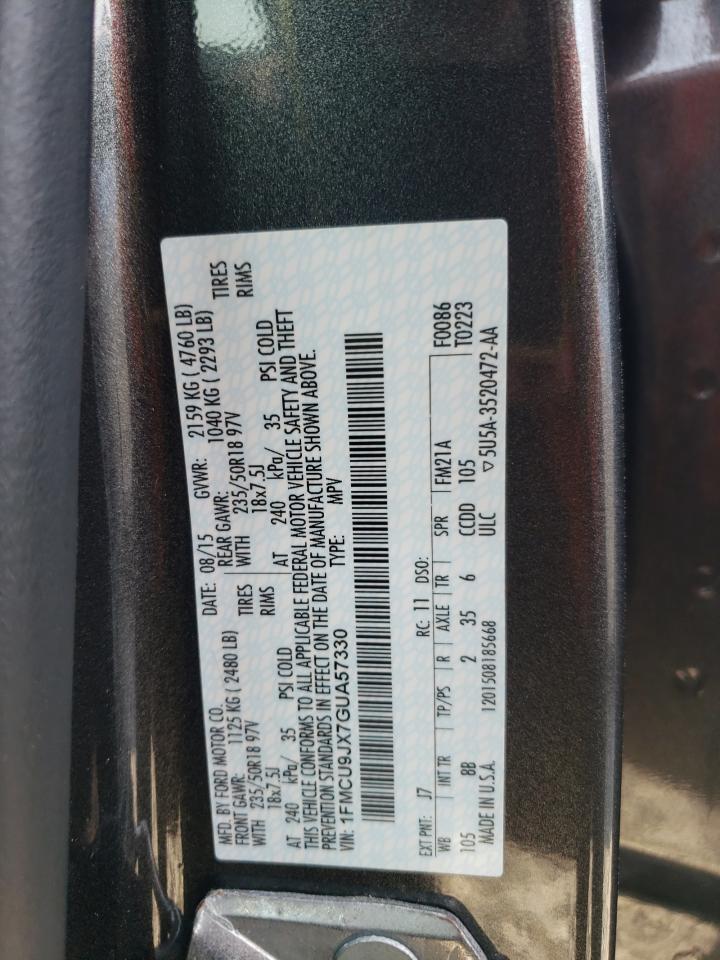 MFD. BY FORD MOTOR CO.
DATE: 08/15 GVWR: 2159 KG ( 4760 LB)
FRONT GAWR: 1125 KG ( 2480 LB) REAR GAWR: 1040 KG ( 2293 LB)
WITH 235/50R18 97V TIRES WITH 235/50R18 97V TIRES
18x7.5J RIMS 18x7.5J RIMS
AT 240 kPa/ 35 PSI COLD AT 240 kPa/ 35 PSI COLD
THIS VEHICLE CONFORMS TO ALL APPLICABLE FEDERAL MOTOR VEHICLE SAFETY AND THEFT
PREVENTION STANDARDS IN EFFECT ON THE DATE OF MANUFACTURE SHOWN ABOVE.
VIN: 1FMCU9JX7GUA57330 TYPE: MPV
EXT PNT: J7 RC: 11 DSO: F0086
WB INT TR TP/PS R AXLE TR SPR FM21A T0223
105 8B 2 35 6 CCDD 105
MADE IN U.S.A. 1201508185668 ULC ▽5U5A-3520472-AA